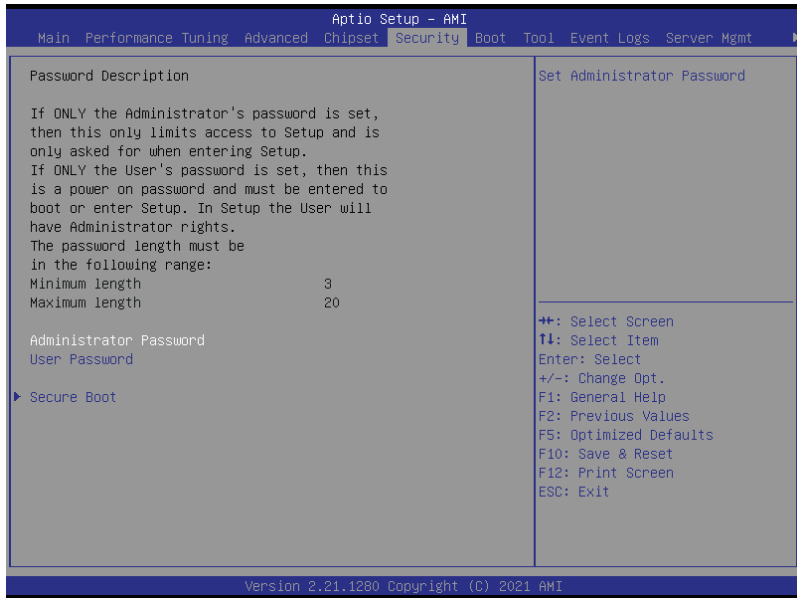 Aptio Setup – AMI
Main Performance Tuning Advanced Chipset Security Boot Tool Event Logs Server Mgmt
Password Description
If ONLY the Administrator's password is set,
then this only limits access to Setup and is
only asked for when entering Setup.
If ONLY the User's password is set, then this
is a power on password and must be entered to
boot or enter Setup. In Setup the User will
have Administrator rights.
The password length must be
in the following range:
Minimum length 3
Maximum length 20
Administrator Password
User Password
Secure Boot
Set Administrator Password
→←: Select Screen
↑↓: Select Item
Enter: Select
+/-: Change Opt.
F1: General Help
F2: Previous Values
F5: Optimized Defaults
F10: Save & Reset
F12: Print Screen
ESC: Exit
Version 2.21.1280 Copyright (C) 2021 AMI